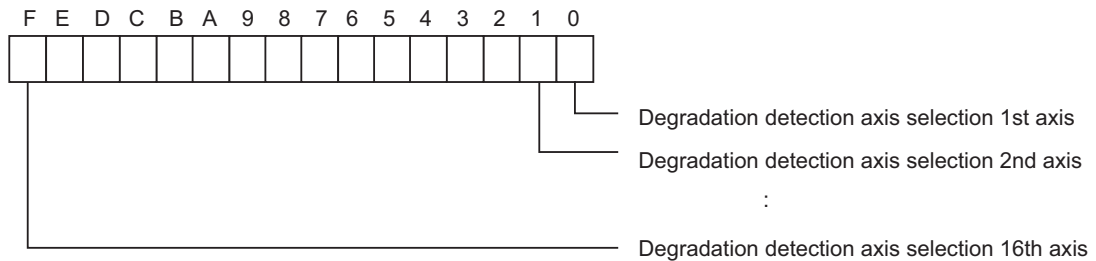 F E D C B A 9 8 7 6 5 4 3 2 1 0
Degradation detection axis selection 1st axis
Degradation detection axis selection 2nd axis
:
Degradation detection axis selection 16th axis